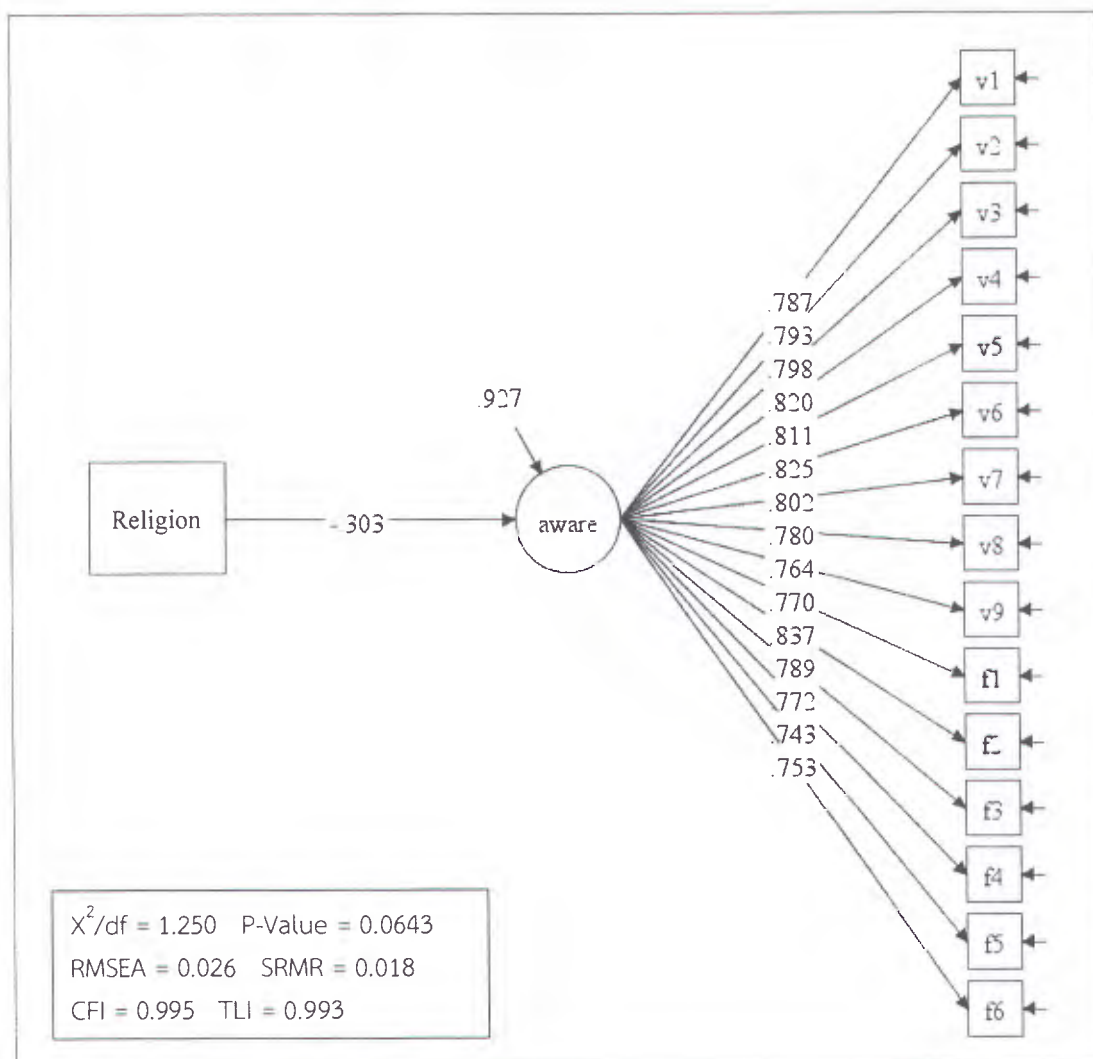 v1
v2
v3
v4
v5
v6
v7
v8
v9
f1
f2
f3
f4
f5
f6
.787
.793
.798
.820
.811
.825
.802
.780
.764
.770
.837
.789
.772
.743
.753
.927
Religion
-.303
aware
X²/df = 1.250 P-Value = 0.0643
RMSEA = 0.026 SRMR = 0.018
CFI = 0.995 TLI = 0.993